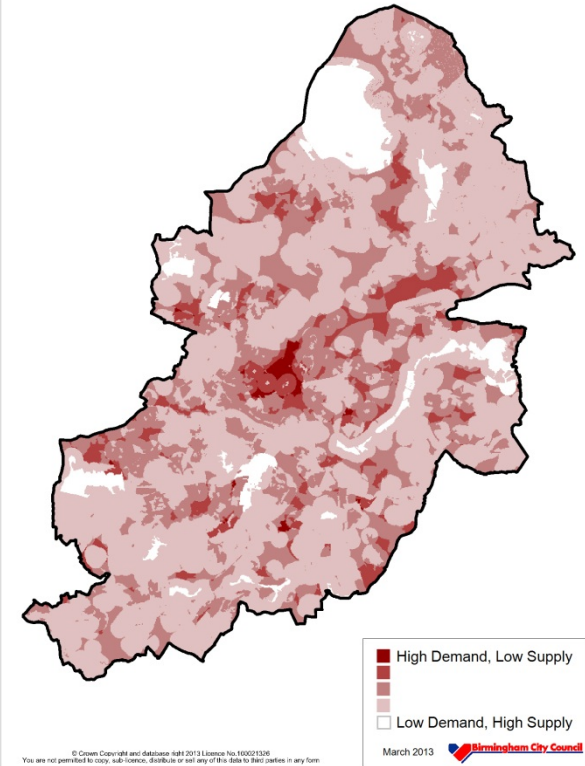 High Demand, Low Supply
Low Demand, High Supply
March 2013
Birmingham City Council
© Crown Copyright and database right 2013 Licence No.100021326
You are not permitted to copy, sub-licence, distribute or sell any of this data to third parties in any form